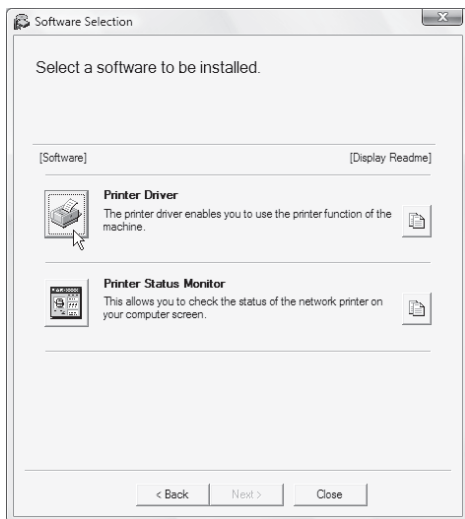 Software Selection
Select a software to be installed.
[Software] [Display Readme]
Printer Driver
The printer driver enables you to use the printer function of the
machine.
Printer Status Monitor
This allows you to check the status of the network printer on
your computer screen.
< Back Next > Close